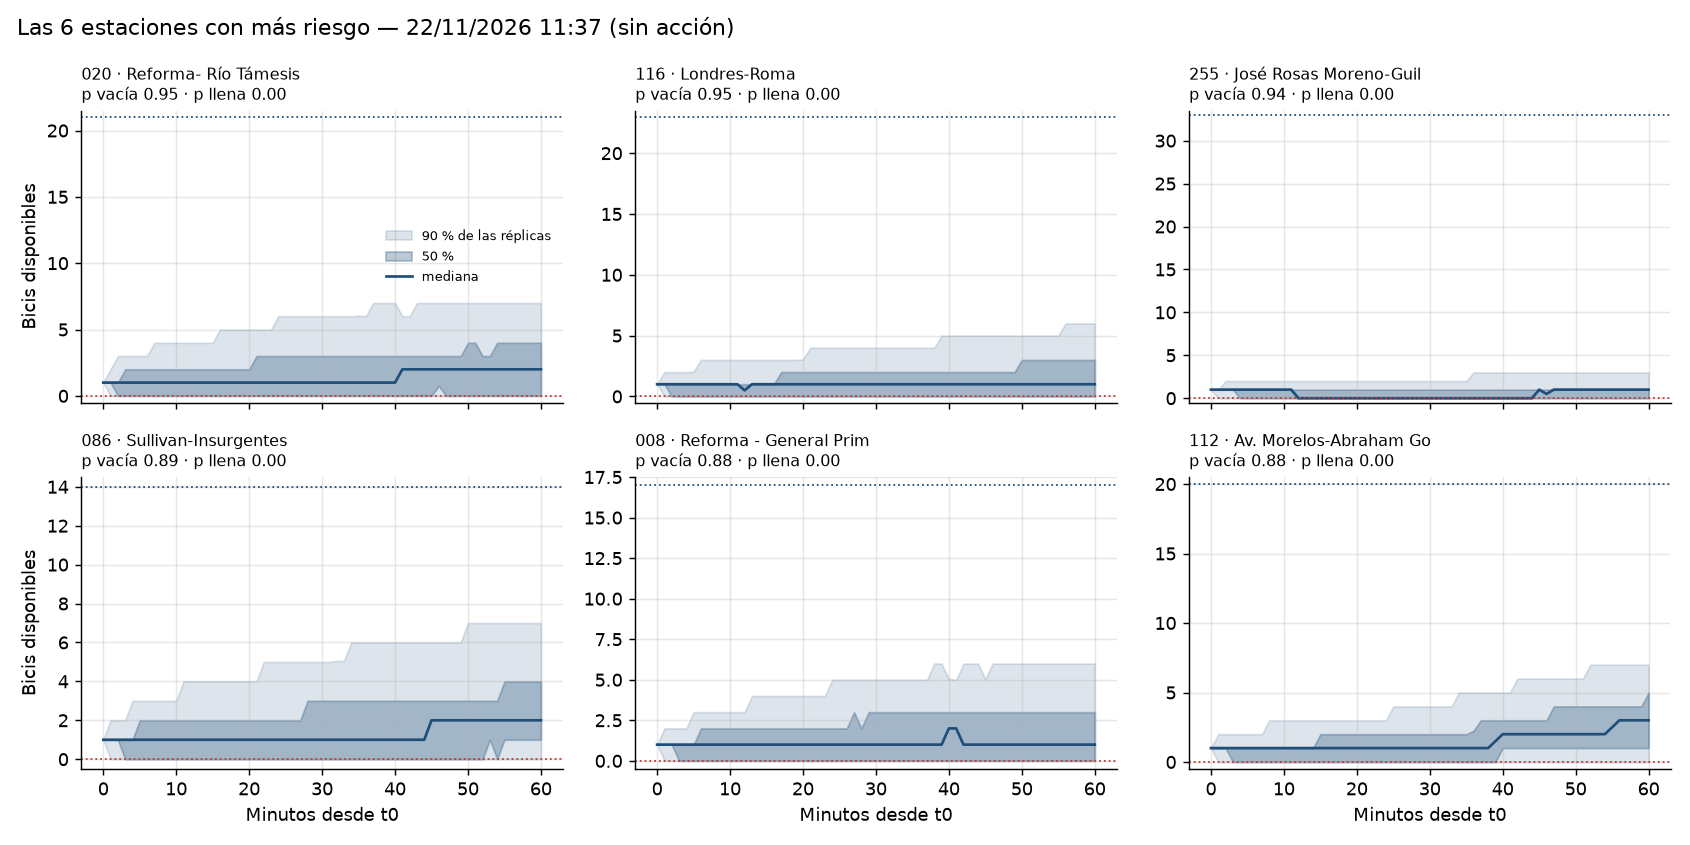 Las 6 estaciones con más riesgo — 22/11/2026 11:37 (sin acción)
020 · Reforma- Río Támesis
p vacía 0.95 · p llena 0.00
20
15
10
5
0
Bicis disponibles
90 % de las réplicas
50 %
mediana
116 · Londres-Roma
p vacía 0.95 · p llena 0.00
20
15
10
5
0
255 · José Rosas Moreno-Guil
p vacía 0.94 · p llena 0.00
30
25
20
15
10
5
0
086 · Sullivan-Insurgentes
p vacía 0.89 · p llena 0.00
14
12
10
8
6
4
2
0
Bicis disponibles
0 10 20 30 40 50 60
Minutos desde t0
008 · Reforma - General Prim
p vacía 0.88 · p llena 0.00
17.5
15.0
12.5
10.0
7.5
5.0
2.5
0.0
0 10 20 30 40 50 60
Minutos desde t0
112 · Av. Morelos-Abraham Go
p vacía 0.88 · p llena 0.00
20
15
10
5
0
0 10 20 30 40 50 60
Minutos desde t0